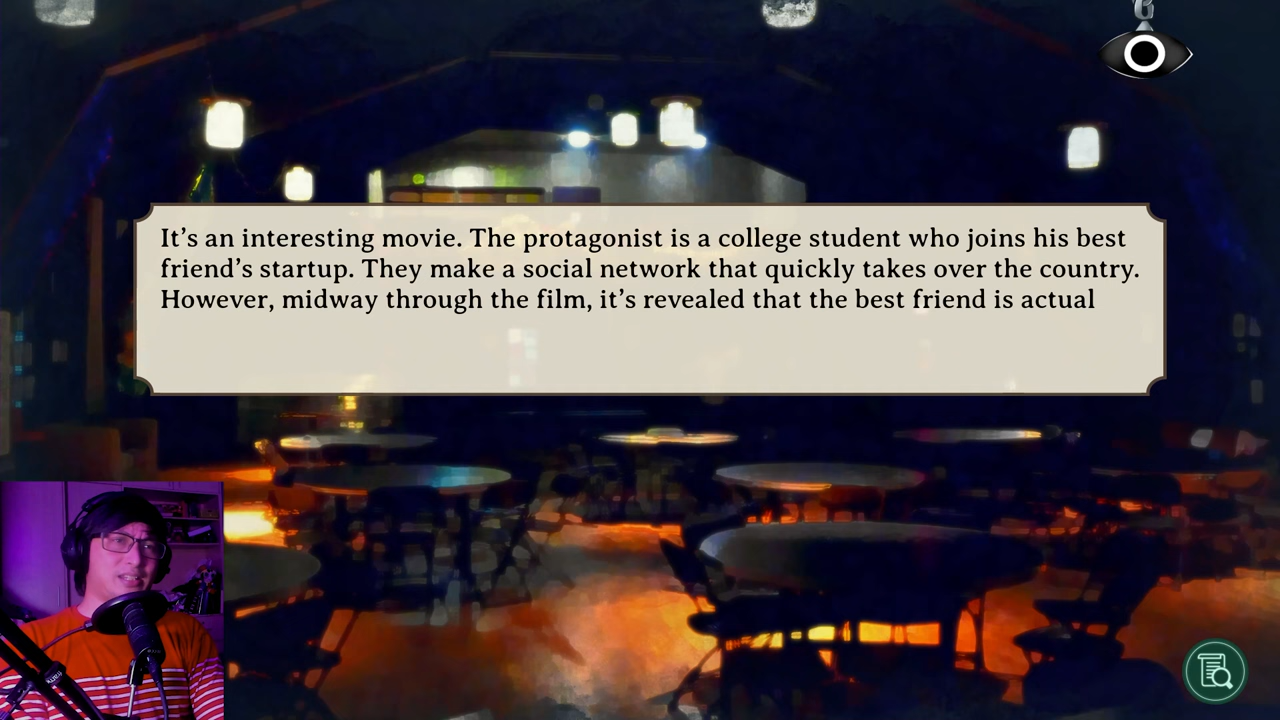 It's an interesting movie. The protagonist is a college student who joins his best
friend's startup. They make a social network that quickly takes over the country.
However, midway through the film, it's revealed that the best friend is actual